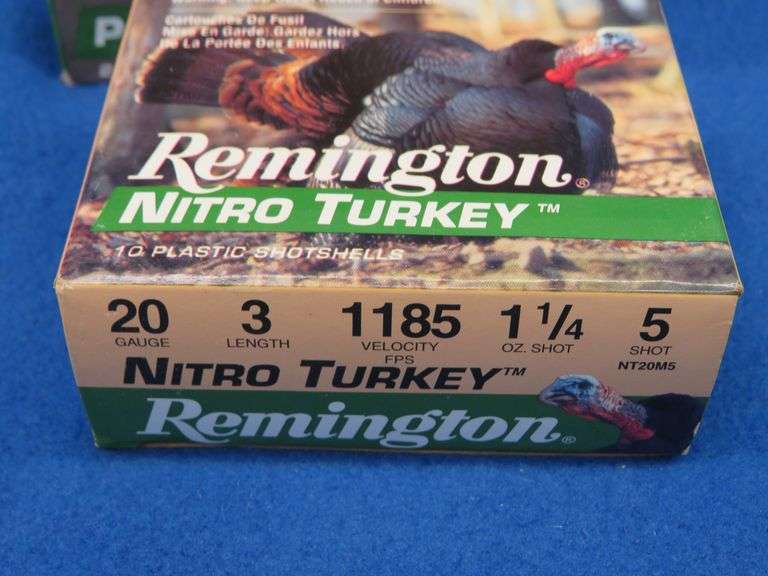 Cartouches De Fusil
Mise En Garde: Gardez Hors
De La Portée Des Enfants.
Remington®
NITRO TURKEY™
10 PLASTIC SHOTSHELLS
20 3 1185 1 1/4 5
GAUGE LENGTH VELOCITY OZ. SHOT SHOT
FPS NT20M5
NITRO TURKEY™
Remington®